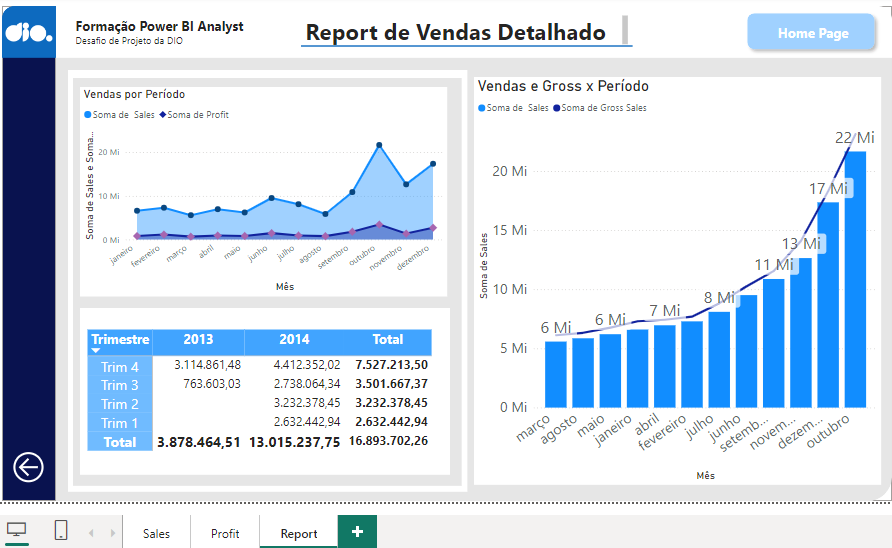 dio.
Formação Power BI Analyst
Desafio de Projeto da DIO
Report de Vendas Detalhado
Home Page
Vendas por Período
Soma de Sales Soma de Profit
Soma de Sales e Soma...
20 Mi
10 Mi
0 Mi
janeiro fevereiro março abril maio junho julho agosto setembro outubro novembro dezembro
Mês
Trimestre 2013 2014 Total
Trim 4 3.114.861,48 4.412.352,02 7.527.213,50
Trim 3 763.603,03 2.738.064,34 3.501.667,37
Trim 2 3.232.378,45 3.232.378,45
Trim 1 2.632.442,94 2.632.442,94
Total 3.878.464,51 13.015.237,75 16.893.702,26
Vendas e Gross x Período
Soma de Sales Soma de Gross Sales
Soma de Sales
20 Mi
15 Mi
10 Mi
5 Mi
0 Mi
6 Mi 6 Mi 7 Mi 8 Mi 11 Mi 13 Mi 17 Mi 22 Mi
março agosto maio janeiro abril fevereiro julho junho setemb... novem... dezem... outubro
Mês
Sales Profit Report +